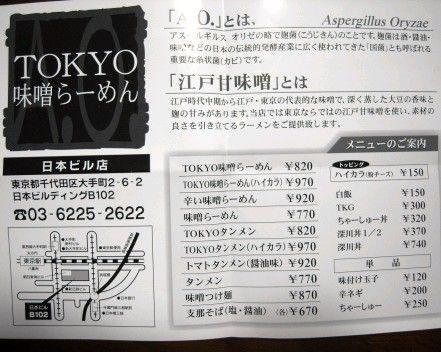 TOKYO
味噌らーめん
日本ビル店
東京都千代田区大手町2-6-2
日本ビルディングB102
☎03-6225-2622
東京駅
日本ビル
B102
日本銀行
「A.O.」とは、
Aspergillus Oryzae
アスペルギルス オリゼの略で麹菌(こうじきん)のことです。麹菌は酒・醤油・
味噌などの日本の伝統的発酵産業に広く使われてきた「国菌」とも呼ばれる
重要な糸状菌(カビ)です。
「江戸甘味噌」とは
江戸時代中期から江戸・東京の代表的な味噌で、深く蒸した大豆の香味と
麹の甘みがあります。当店では東京ならではの江戸甘味噌を使い、素材の
良さを引き立てるラーメンをご提供致します。
メニューのご案内
TOKYO味噌らーめん ¥820
TOKYO味噌らーめん(ハイカラ) ¥970
辛い味噌らーめん ¥920
味噌らーめん ¥770
TOKYOタンメン ¥820
TOKYOタンメン(ハイカラ) ¥970
トマトタンメン(醤油味) ¥920
タンメン ¥770
味噌つけ麺 ¥870
支那そば(塩・醤油) (各) ¥670
トッピング
ハイカラ(粉チーズ) ¥150
白飯 ¥150
TKG ¥300
ちゃーしゅー丼 ¥320
深川丼1/2 ¥370
深川丼 ¥740
単品
味付け玉子 ¥120
辛ネギ ¥200
ちゃーしゅー ¥250